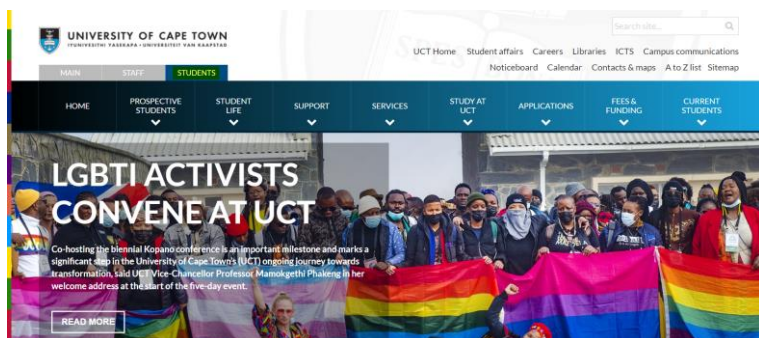 UNIVERSITY OF CAPE TOWN
IYUNIVESITHI YASEKAPA • UNIVERSITEIT VAN KAAPSTAD
Search site...
UCT Home Student affairs Careers Libraries ICTS Campus communications
Noticeboard Calendar Contacts & maps A to Z list Sitemap
MAIN STAFF STUDENTS
HOME PROSPECTIVE STUDENTS STUDENT LIFE SUPPORT SERVICES STUDY AT UCT APPLICATIONS FEES & FUNDING CURRENT STUDENTS
LGBTI ACTIVISTS
CONVENE AT UCT
Co-hosting the biennial Kopano conference is an important milestone and marks a
significant step in the University of Cape Town's (UCT) ongoing journey towards
transformation, said UCT Vice-Chancellor Professor Mamokgethi Phakeng in her
welcome address at the start of the five-day event.
READ MORE